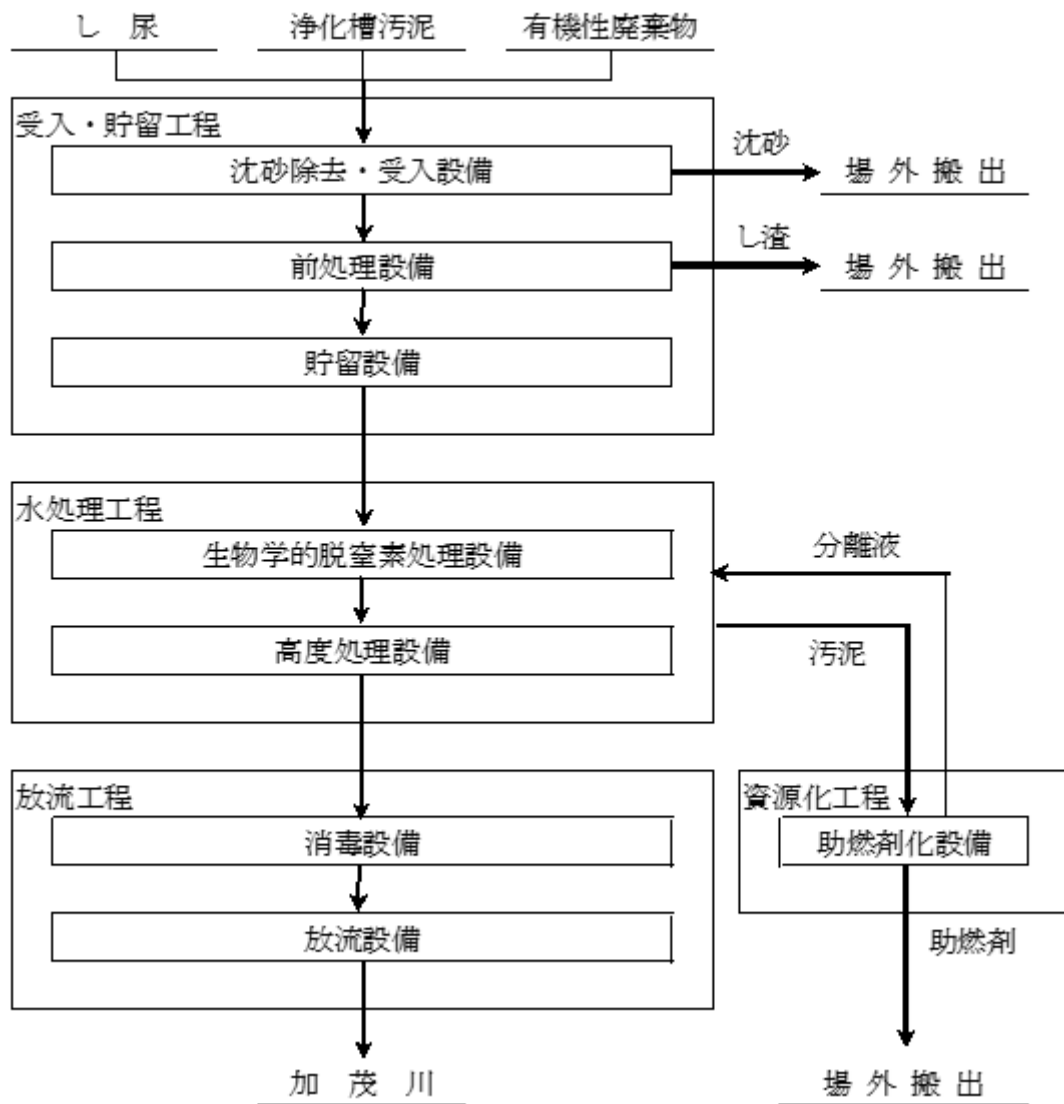 し 尿
浄化槽汚泥
有機性廃棄物
受入・貯留工程
沈砂除去・受入設備
沈砂
場 外 搬 出
前処理設備
し渣
場 外 搬 出
貯留設備
水処理工程
生物学的脱窒素処理設備
分離液
高度処理設備
汚泥
放流工程
資源化工程
消毒設備
助燃剤化設備
放流設備
助燃剤
加 茂 川
場 外 搬 出